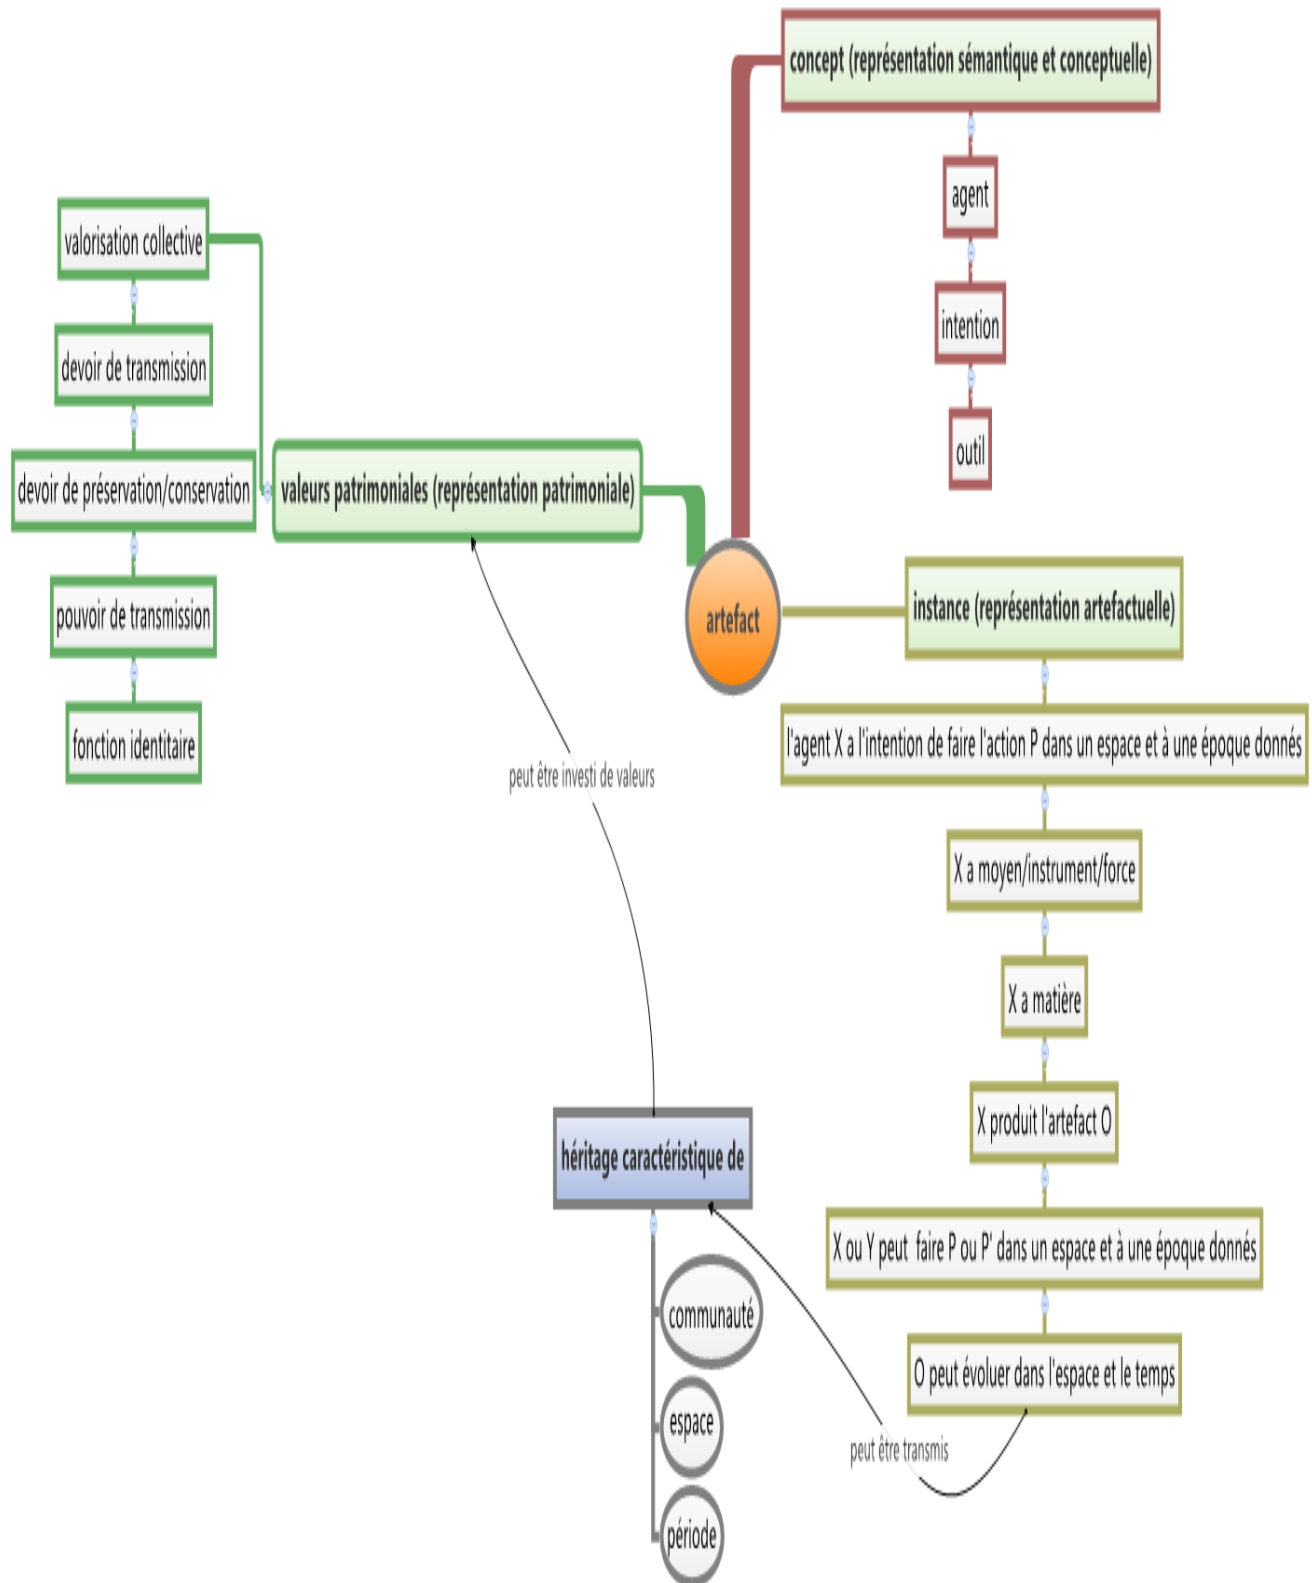 concept (représentation sémantique et conceptuelle)
agent
intention
outil
valorisation collective
devoir de transmission
devoir de préservation/conservation
pouvoir de transmission
fonction identitaire
valeurs patrimoniales (représentation patrimoniale)
artefact
instance (représentation artefactuelle)
l'agent X a l'intention de faire l'action P dans un espace et à une époque donnés
X a moyen/instrument/force
X a matière
X produit l'artefact O
X ou Y peut  faire P ou P' dans un espace et à une époque donnés
O peut évoluer dans l'espace et le temps
peut être transmis
peut être investi de valeurs
héritage caractéristique de
communauté
espace
période